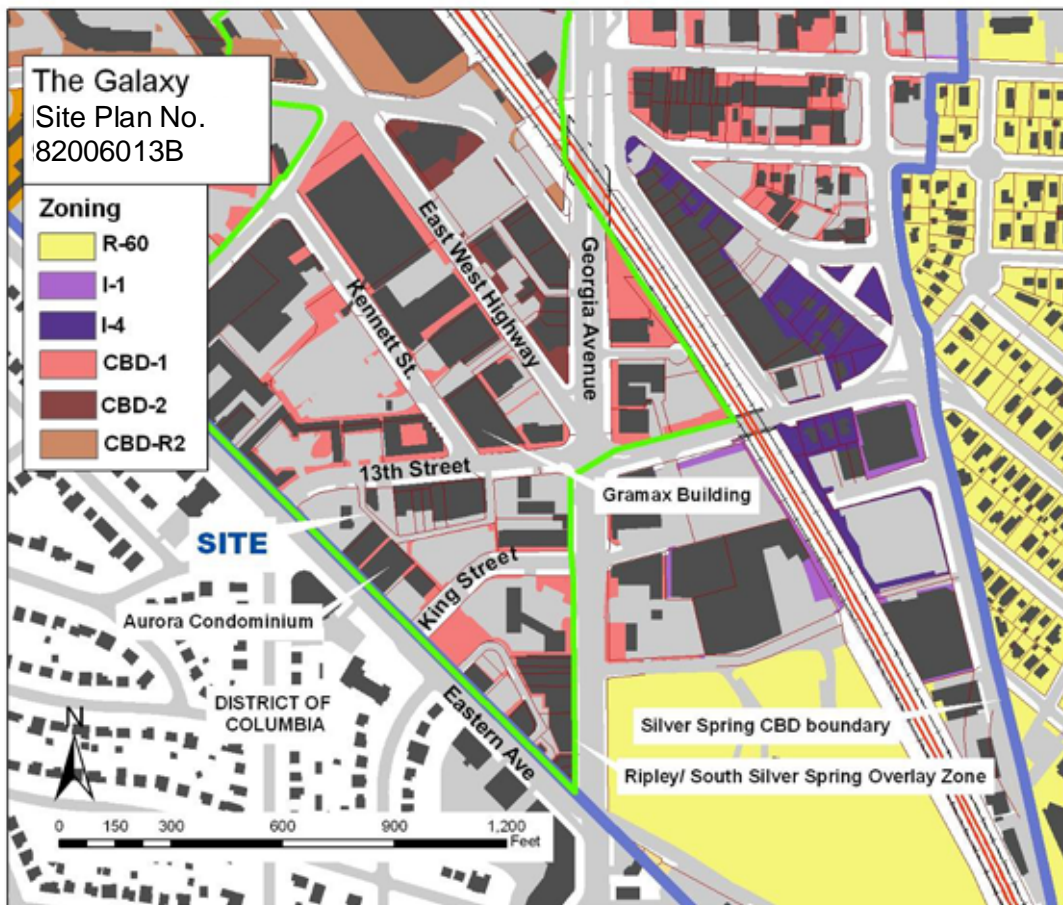 The Galaxy
Site Plan No.
82006013B
Zoning
R-60
I-1
I-4
CBD-1
CBD-2
CBD-R2
East West Highway
Georgia Avenue
Kennett St.
13th Street
Gramax Building
SITE
King Street
Aurora Condominium
DISTRICT OF
COLUMBIA
Eastern Ave
Silver Spring CBD boundary
Ripley/ South Silver Spring Overlay Zone
N
0 150 300 600 900 1,200
Feet